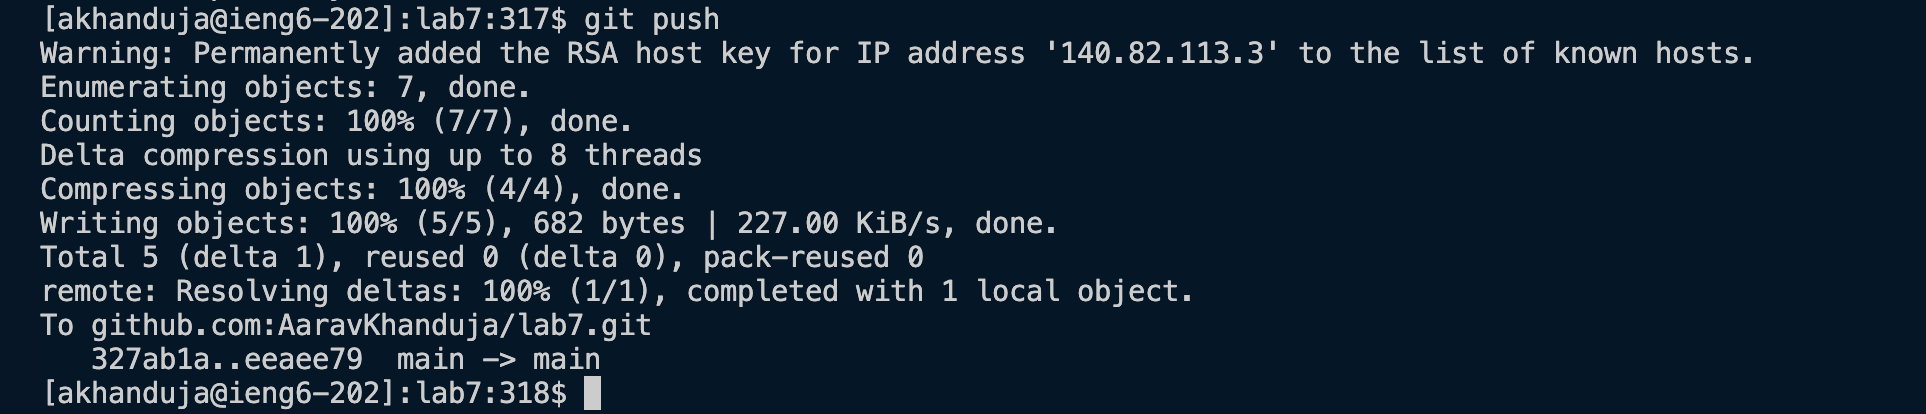 [akhanduja@ieng6-202]:lab7:317$ git push
Warning: Permanently added the RSA host key for IP address '140.82.113.3' to the list of known hosts.
Enumerating objects: 7, done.
Counting objects: 100% (7/7), done.
Delta compression using up to 8 threads
Compressing objects: 100% (4/4), done.
Writing objects: 100% (5/5), 682 bytes | 227.00 KiB/s, done.
Total 5 (delta 1), reused 0 (delta 0), pack-reused 0
remote: Resolving deltas: 100% (1/1), completed with 1 local object.
To github.com:AaravKhanduja/lab7.git
   327ab1a..eeaee79  main -> main
[akhanduja@ieng6-202]:lab7:318$